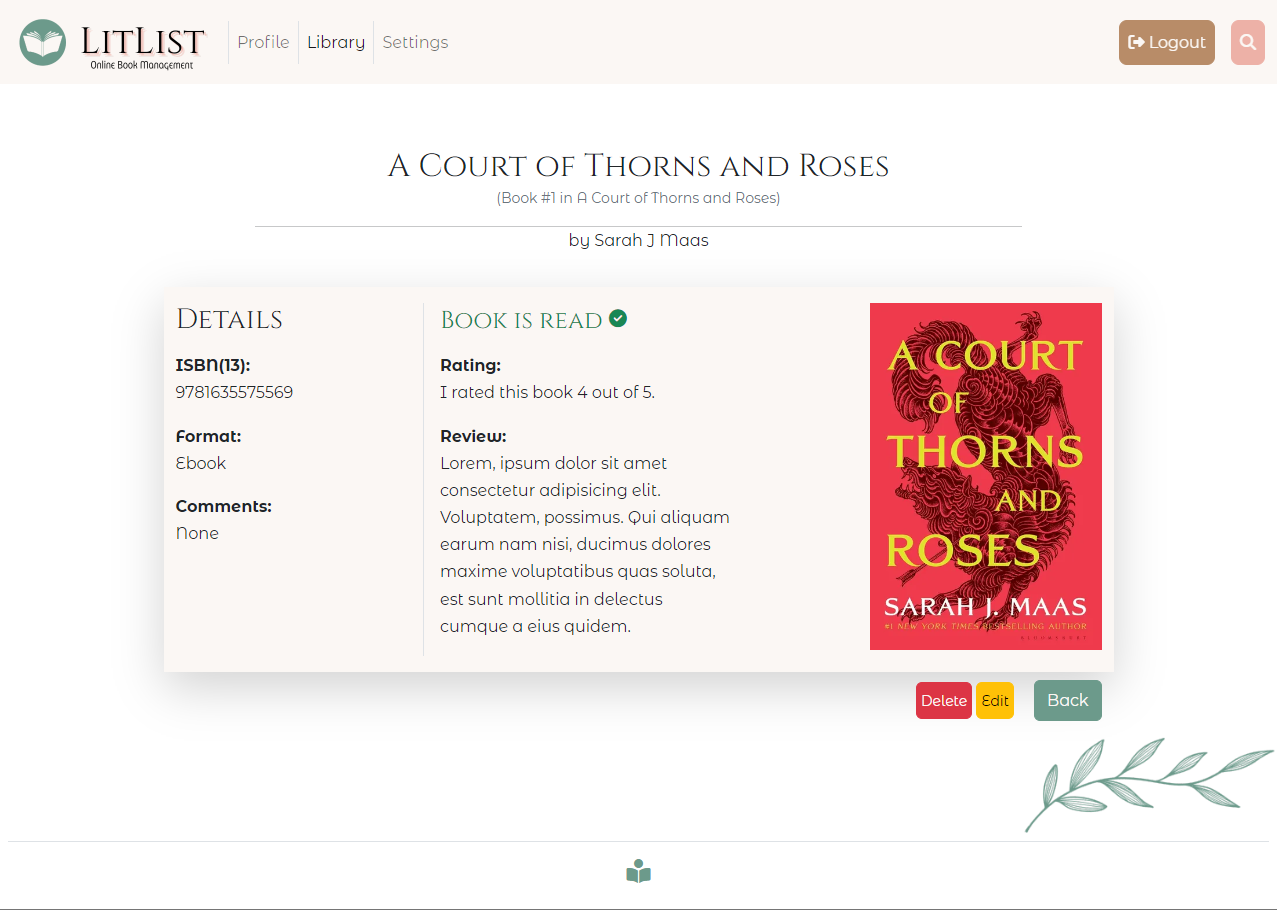 LitList
Online Book Management
Profile
Library
Settings
Logout
A Court of Thorns and Roses
(Book #1 in A Court of Thorns and Roses)
by Sarah J Maas
Details
ISBN(13):
9781635575569
Format:
Ebook
Comments:
None
Book is read
Rating:
I rated this book 4 out of 5.
Review:
Lorem, ipsum dolor sit amet
consectetur adipisicing elit.
Voluptatem, possimus. Qui aliquam
earum nam nisi, ducimus dolores
maxime voluptatibus quas soluta,
est sunt mollitia in delectus
cumque a eius quidem.
A COURT
OF
THORNS
AND
ROSES
SARAH J. MAAS
#1 NEW YORK TIMES BESTSELLING AUTHOR
BLOOMSBURY
Delete
Edit
Back